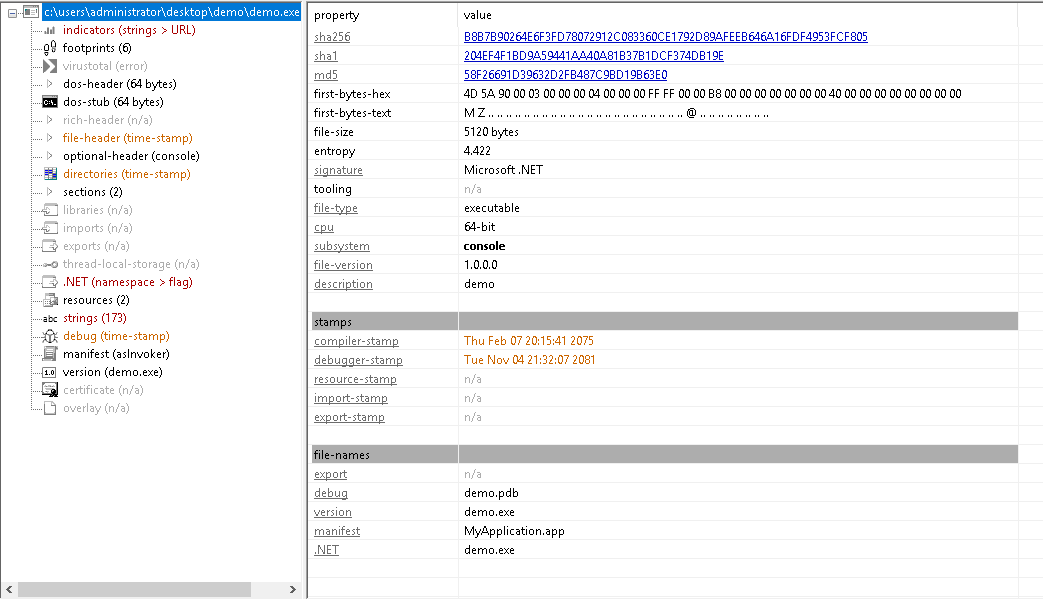 c:\users\administrator\desktop\demo\demo.exe
indicators (strings > URL)
footprints (6)
virustotal (error)
dos-header (64 bytes)
dos-stub (64 bytes)
rich-header (n/a)
file-header (time-stamp)
optional-header (console)
directories (time-stamp)
sections (2)
libraries (n/a)
imports (n/a)
exports (n/a)
thread-local-storage (n/a)
.NET (namespace > flag)
resources (2)
abc strings (173)
debug (time-stamp)
manifest (asInvoker)
1.0 version (demo.exe)
certificate (n/a)
overlay (n/a)
property value
sha256 B8B7B90264E6F3FD78072912C083360CE1792D89AFEEB646A16FDF4953FCF805
sha1 204EF4F1BD9A59441AA40A81B37B1DCF374DB19E
md5 58F26691D39632D2FB487C9BD19B63E0
first-bytes-hex 4D 5A 90 00 03 00 00 00 04 00 00 00 FF FF 00 00 B8 00 00 00 00 00 00 00 40 00 00 00 00 00 00 00
first-bytes-text M Z .. .. .. .. .. .. .. .. .. .. .. .. .. .. .. .. .. .. .. .. .. .. @ .. .. .. .. .. .. ..
file-size 5120 bytes
entropy 4.422
signature Microsoft .NET
tooling n/a
file-type executable
cpu 64-bit
subsystem console
file-version 1.0.0.0
description demo
stamps
compiler-stamp Thu Feb 07 20:15:41 2075
debugger-stamp Tue Nov 04 21:32:07 2081
resource-stamp n/a
import-stamp n/a
export-stamp n/a
file-names
export n/a
debug demo.pdb
version demo.exe
manifest MyApplication.app
.NET demo.exe